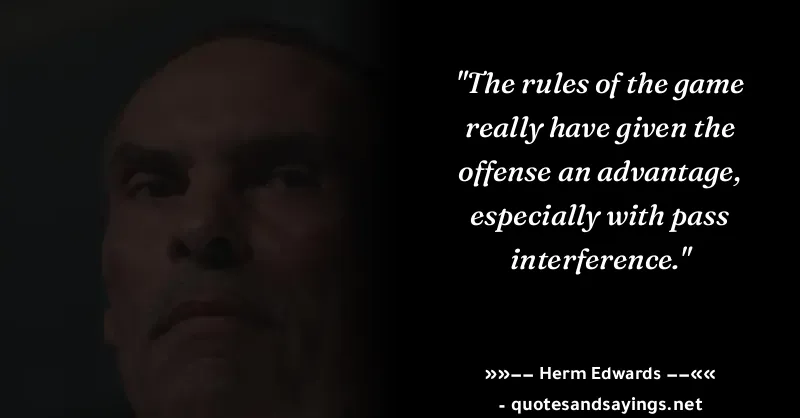 "The rules of the game
really have given the
offense an advantage,
especially with pass
interference."
»»–– Herm Edwards ––««
- quotesandsayings.net